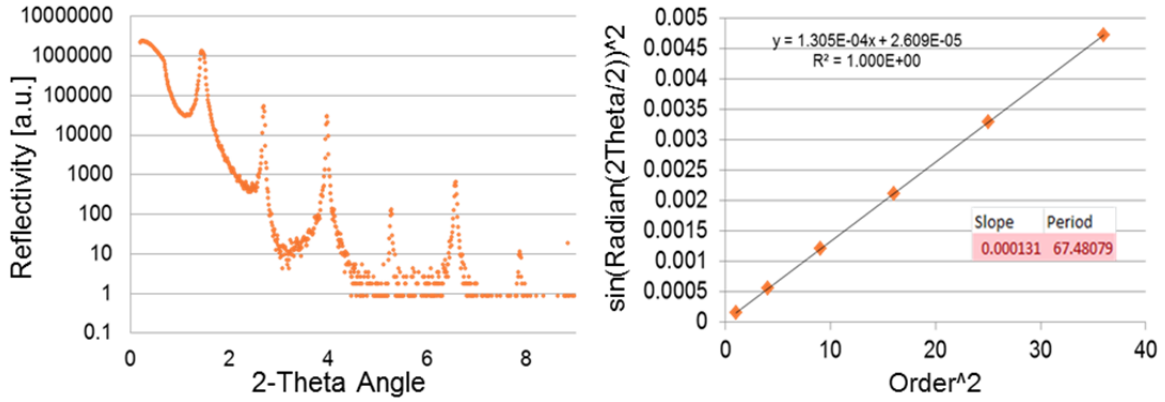 10000000
1000000
100000
10000
1000
100
10
1
0.1
Reflectivity [a.u.]
0 2 4 6 8
2-Theta Angle
0.005
0.0045
0.004
0.0035
0.003
0.0025
0.002
0.0015
0.001
0.0005
0
sin(Radian(2Theta/2))^2
y = 1.305E-04x + 2.609E-05
R² = 1.000E+00
Slope Period
0.000131 67.48079
0 10 20 30 40
Order^2